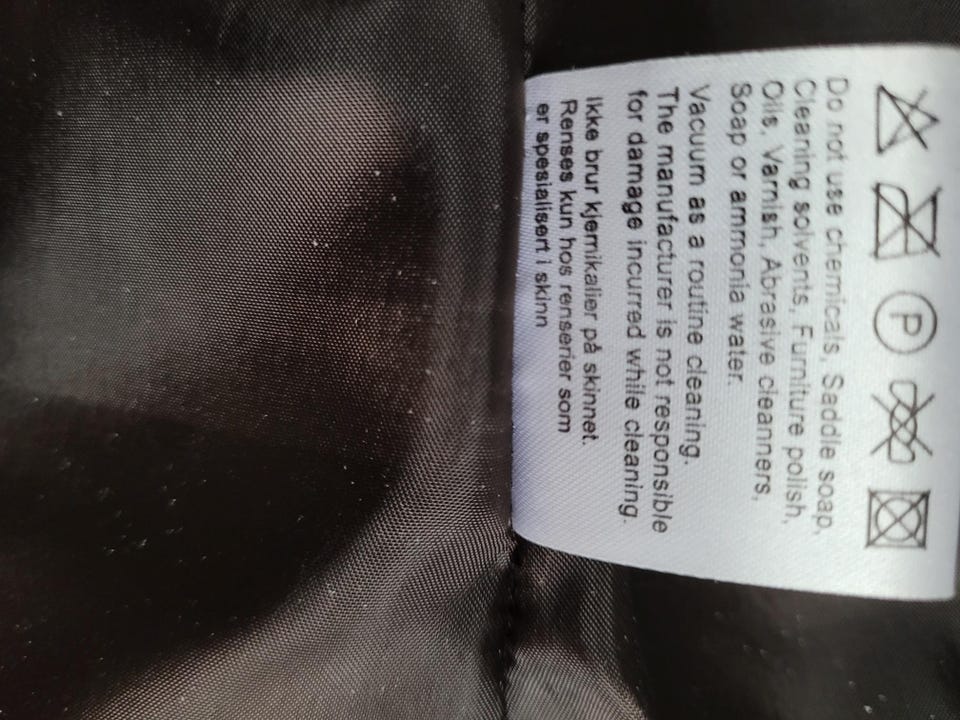 P
Do not use chemicals, Saddle soap,
Cleaning solvents, Furniture polish,
Oils, Varnish, Abrasive cleanners,
Soap or ammonia water.
Vacuum as a routine cleaning.
The manufacturer is not responsible
for damage incurred while cleaning.
Ikke brur kjemikalier på skinnet.
Renses kun hos renserier som
er spesialisert i skinn